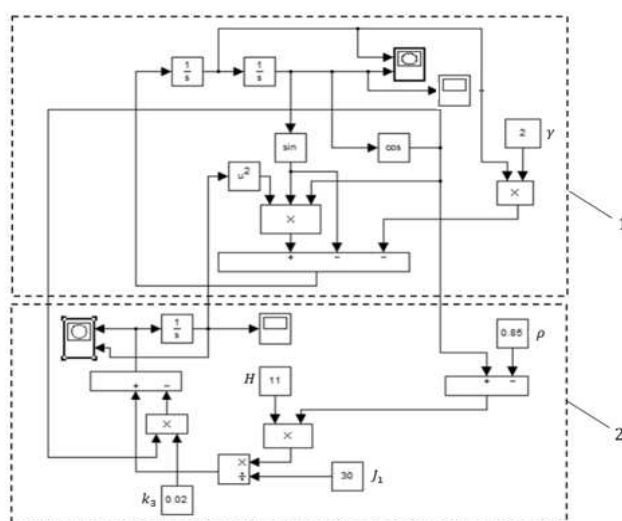 1/s
1/s
sin
cos
2 γ
u²
×
×
+ − −
1
1/s
0.85 ρ
+ −
H 11
+ −
×
×
×
÷
30 J₁
k₃ 0.02
2